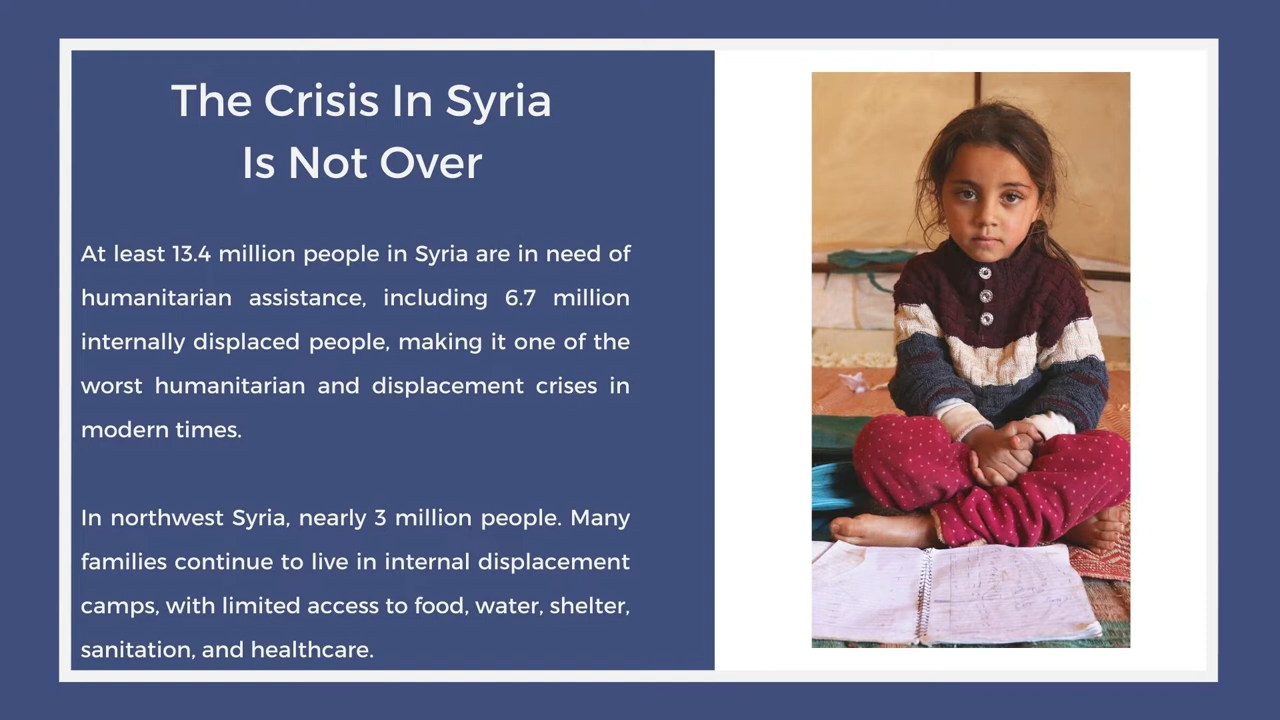 The Crisis In Syria
Is Not Over
At least 13.4 million people in Syria are in need of
humanitarian assistance, including 6.7 million
internally displaced people, making it one of the
worst humanitarian and displacement crises in
modern times.
In northwest Syria, nearly 3 million people. Many
families continue to live in internal displacement
camps, with limited access to food, water, shelter,
sanitation, and healthcare.